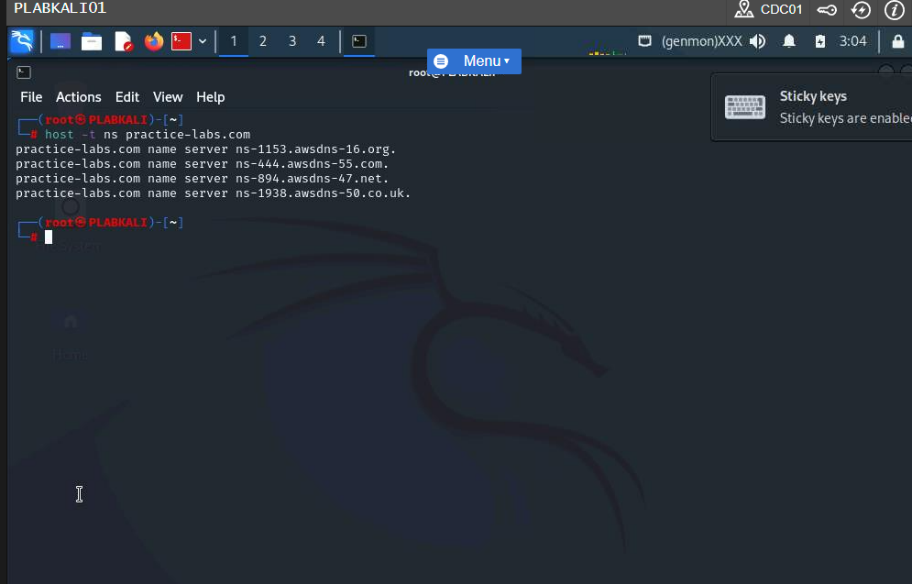 PLABKALI01
CDC01
1 2 3 4
(genmon)XXX
3:04
Menu
Sticky keys
Sticky keys are enable
File Actions Edit View Help
┌──(root㉿PLABKALI)-[~]
└─# host -t ns practice-labs.com
practice-labs.com name server ns-1153.awsdns-16.org.
practice-labs.com name server ns-444.awsdns-55.com.
practice-labs.com name server ns-894.awsdns-47.net.
practice-labs.com name server ns-1938.awsdns-50.co.uk.
┌──(root㉿PLABKALI)-[~]
└─#
Home